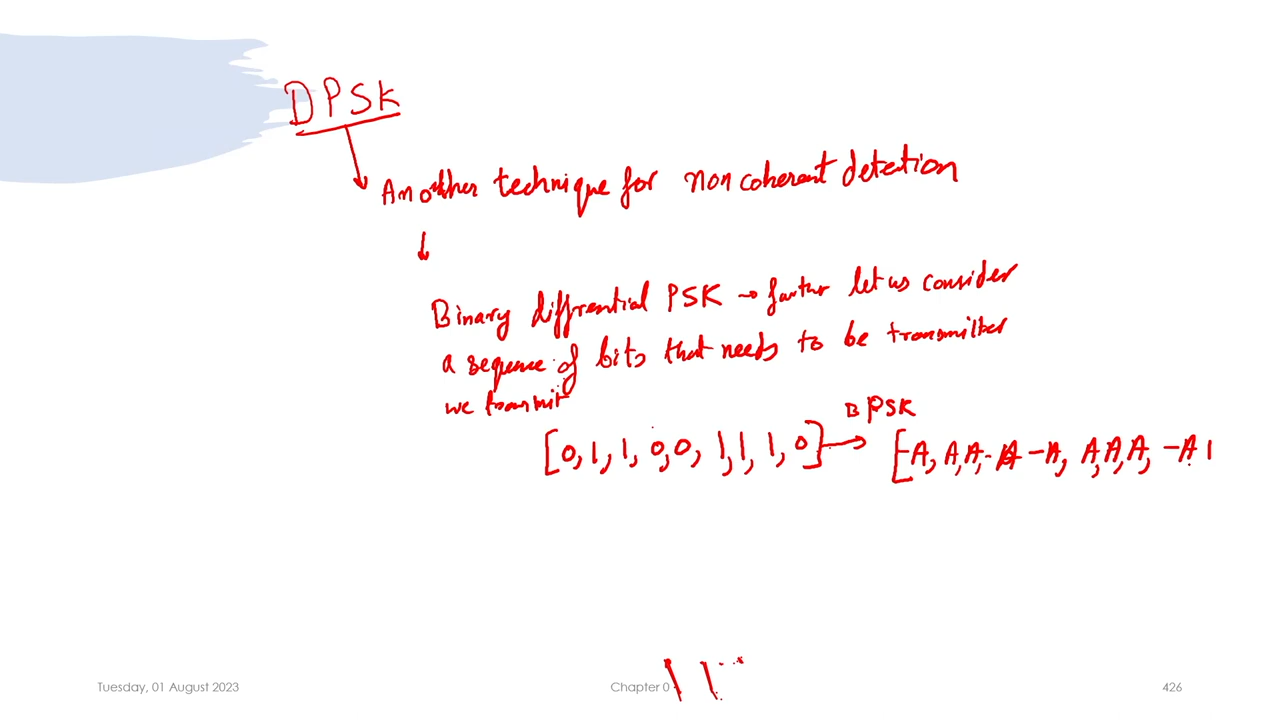 DPSK
Another technique for non coherent detection
Binary differential PSK → let us consider
a sequence of bits that needs to be transmitter
we transmit
BPSK
[0, 1, 1, 0, 0, 1, 1, 1, 0] → [-A, A, A, -A -A, A, A, A, -A
Tuesday, 01 August 2023
Chapter 0
426